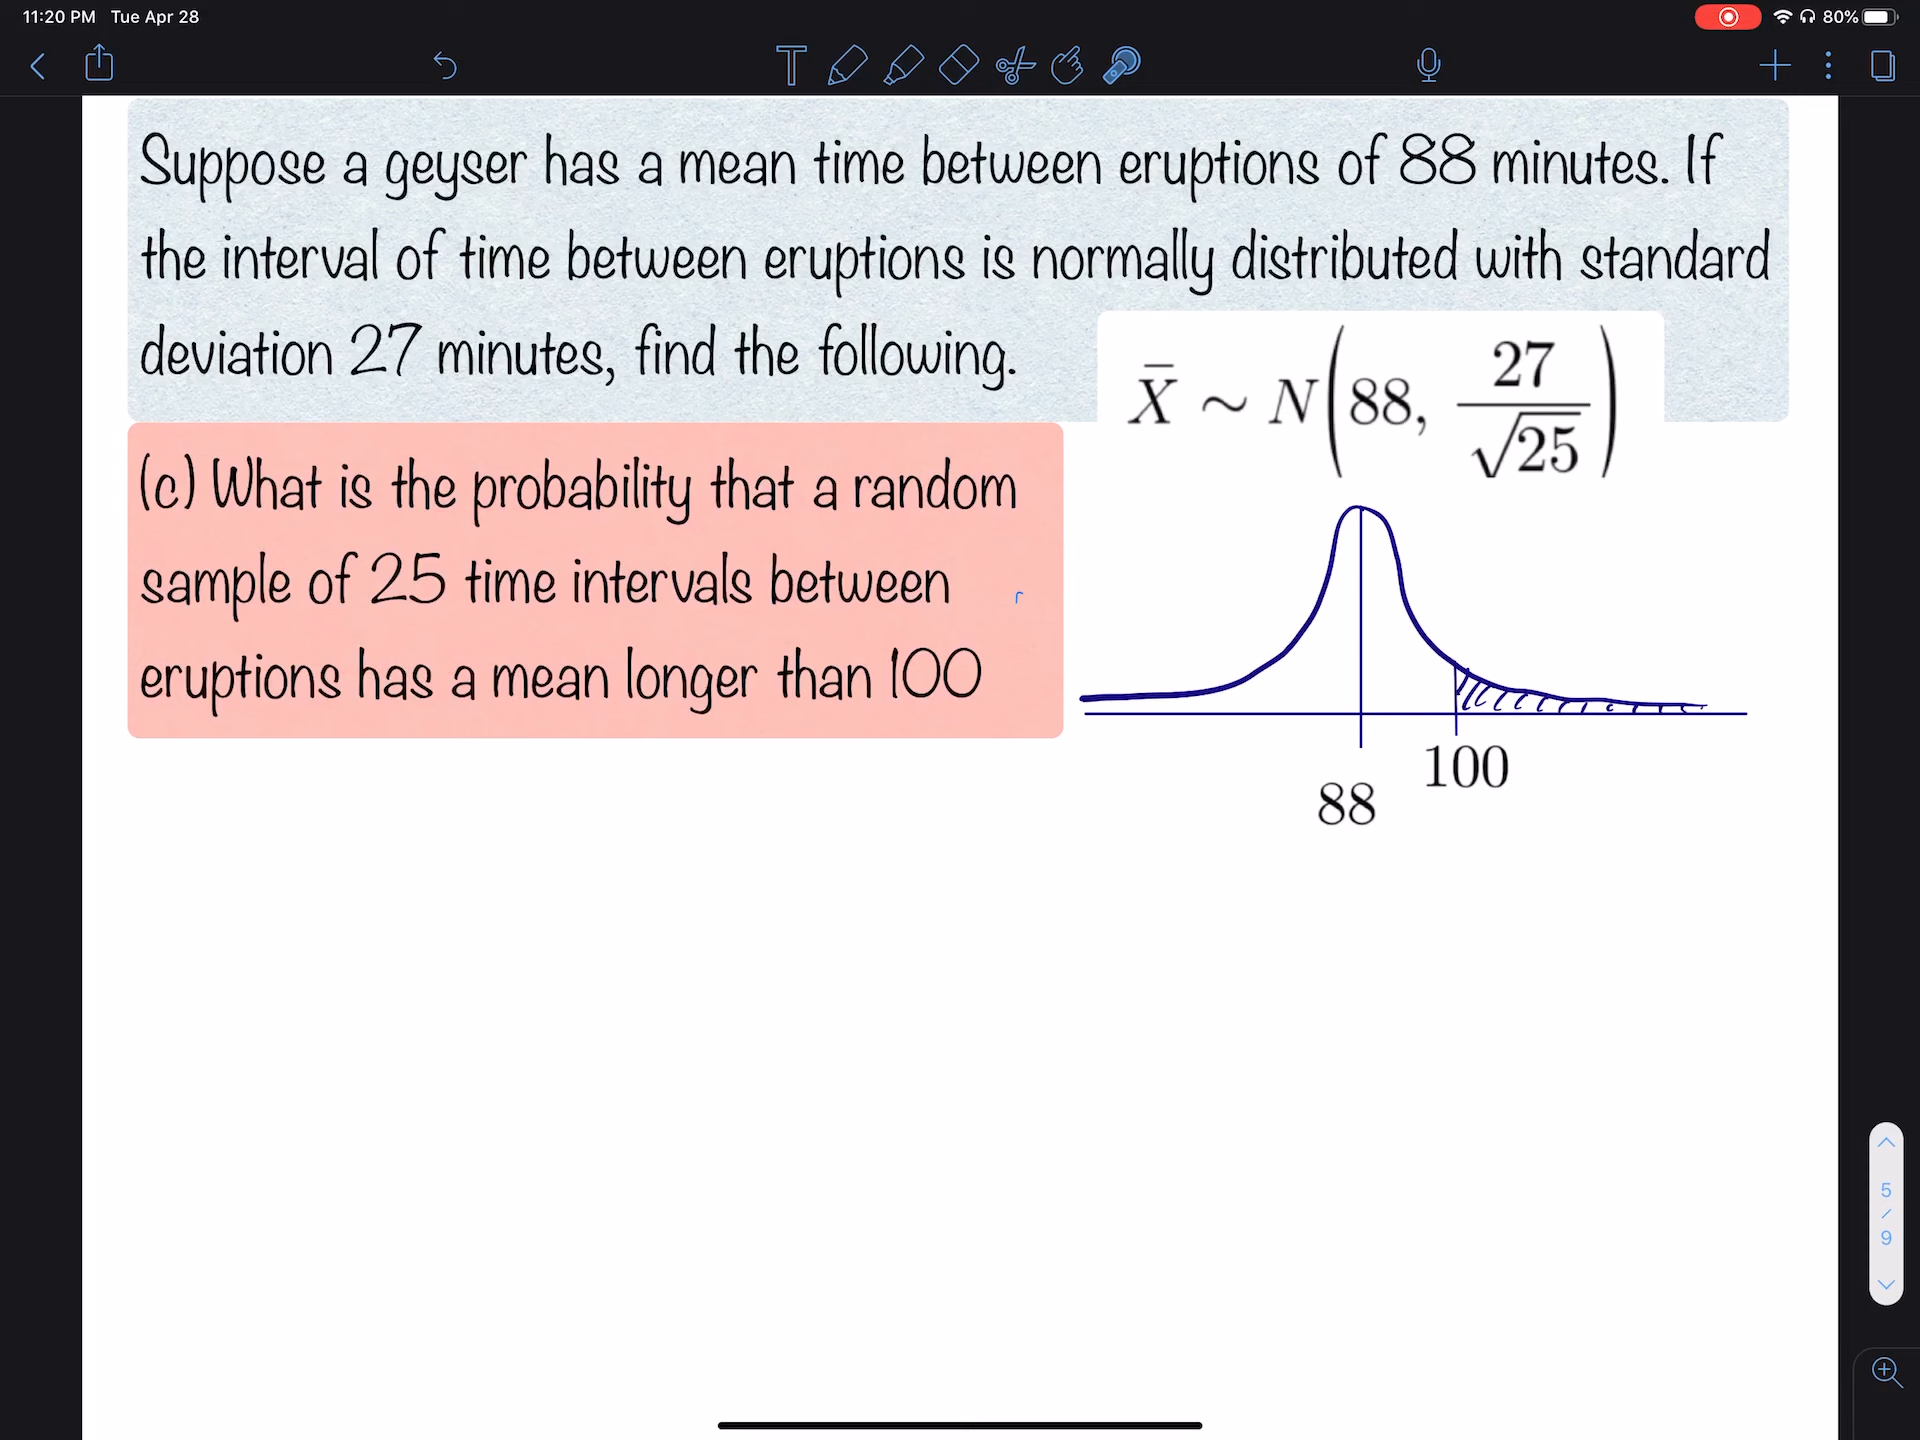 11:20 PM Tue Apr 28
80%
T
Suppose a geyser has a mean time between eruptions of 88 minutes. If
the interval of time between eruptions is normally distributed with standard
deviation 27 minutes, find the following.
X̄ ~ N(88, 27/√25)
(c) What is the probability that a random
sample of 25 time intervals between
eruptions has a mean longer than 100
100
88
5
/
9